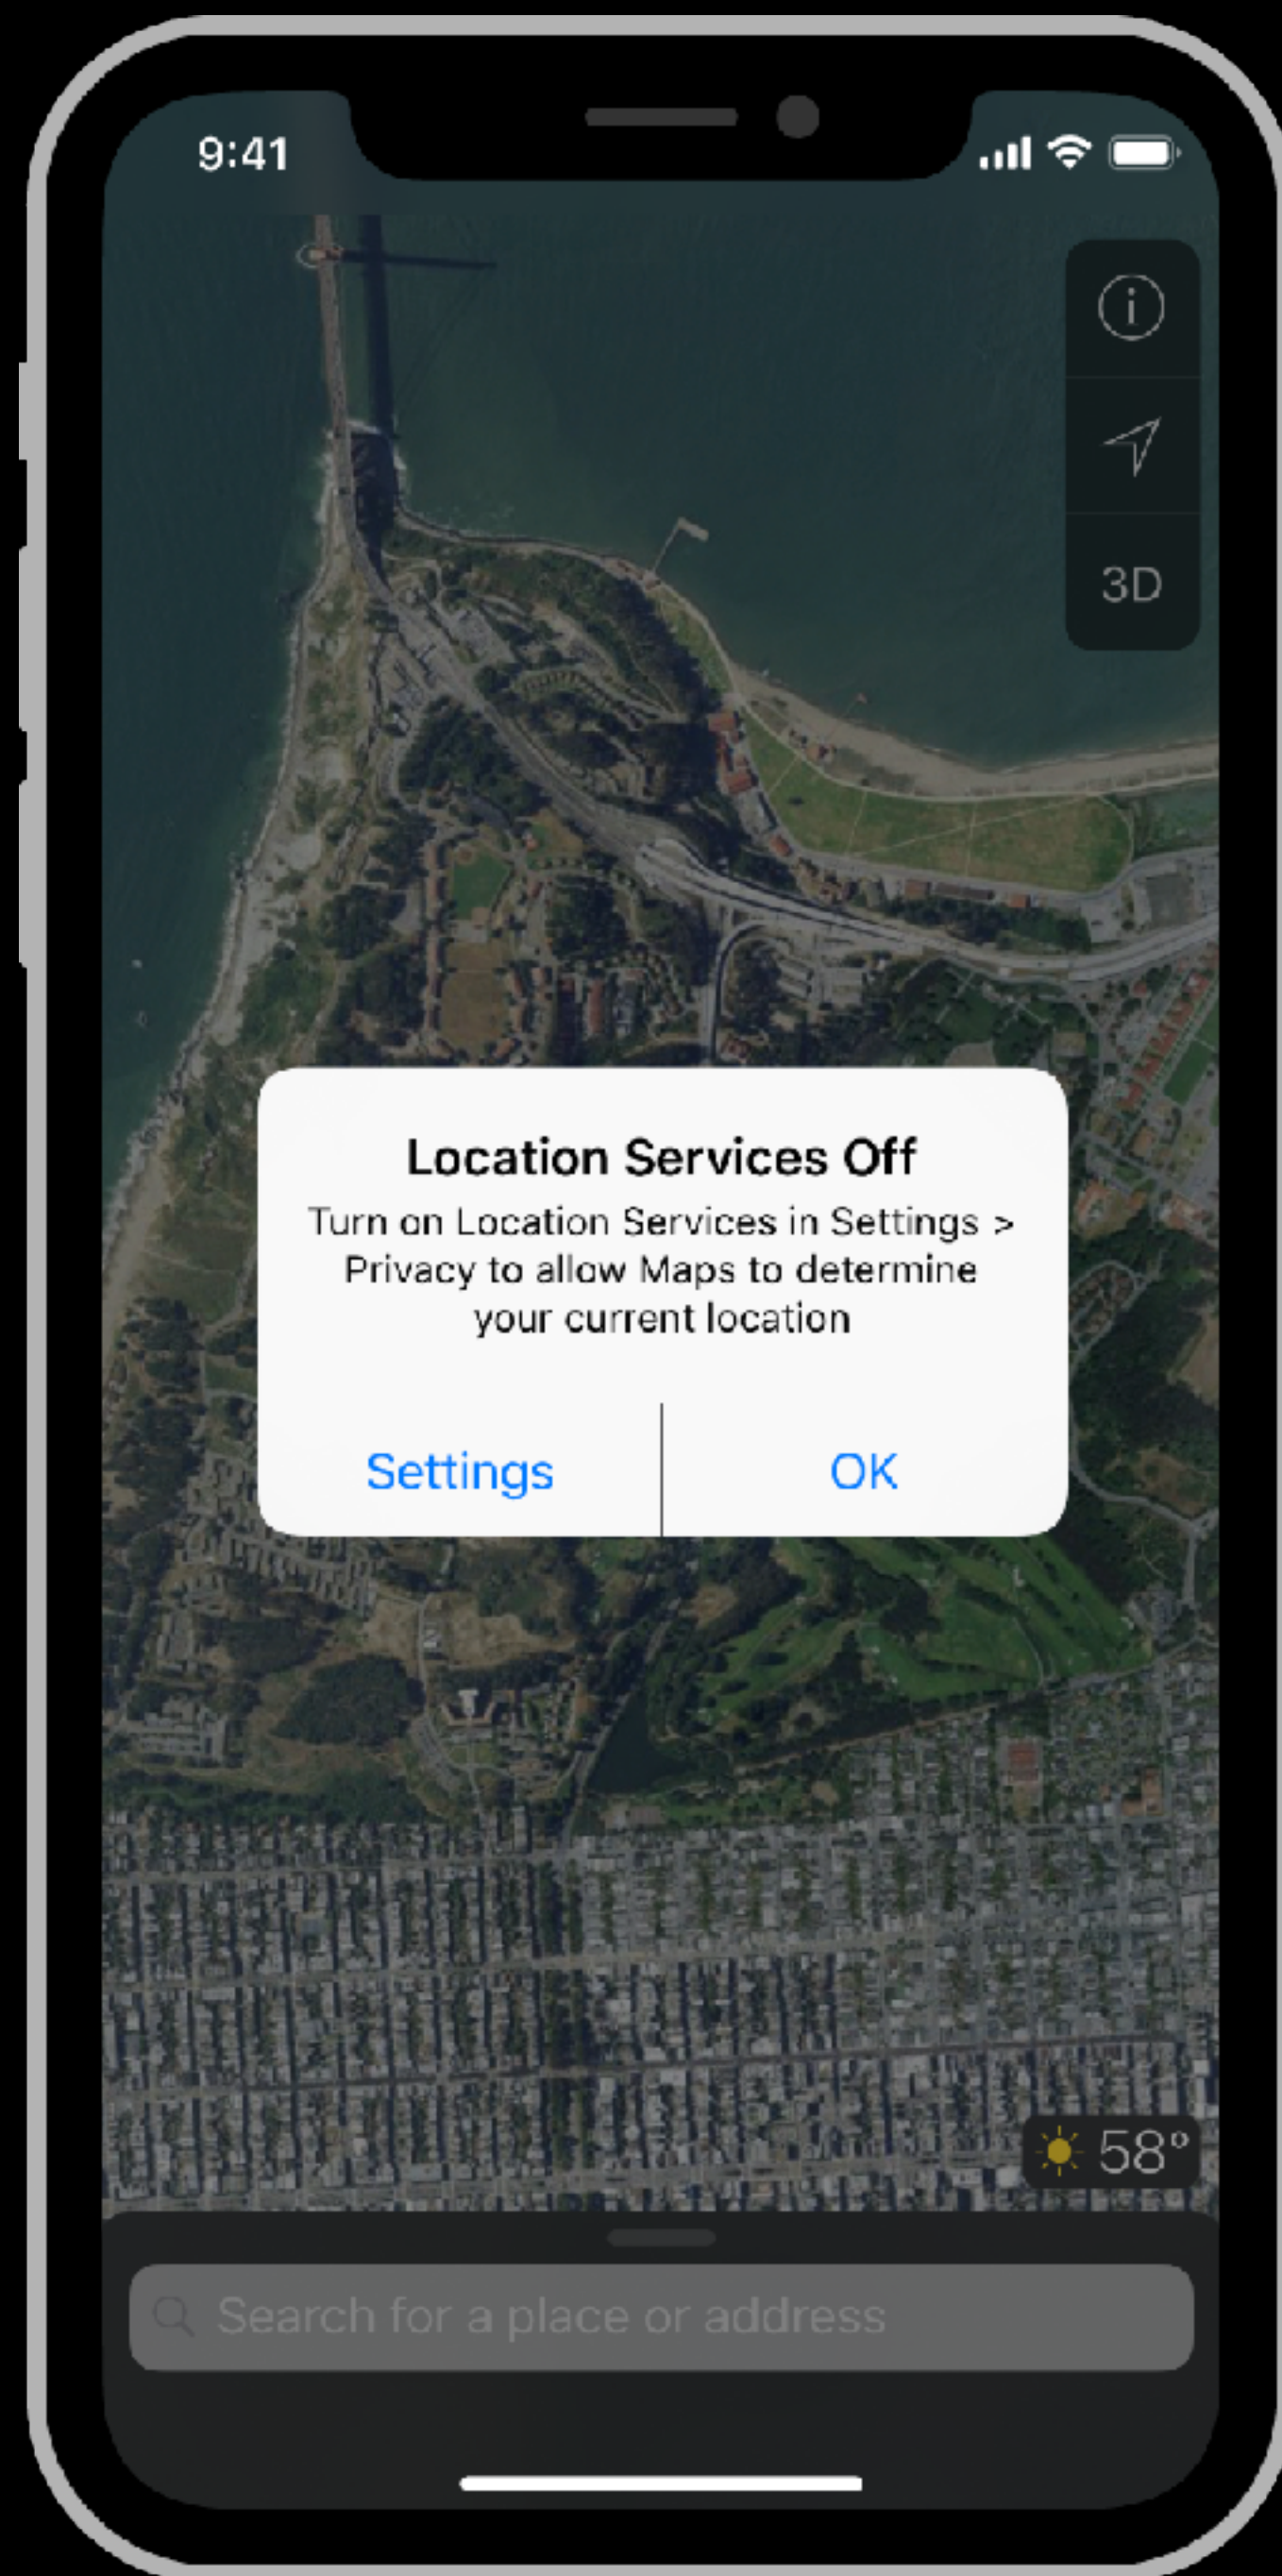 9:41
3D
Location Services Off
Turn on Location Services in Settings >
Privacy to allow Maps to determine
your current location
Settings
OK
58°
Search for a place or address